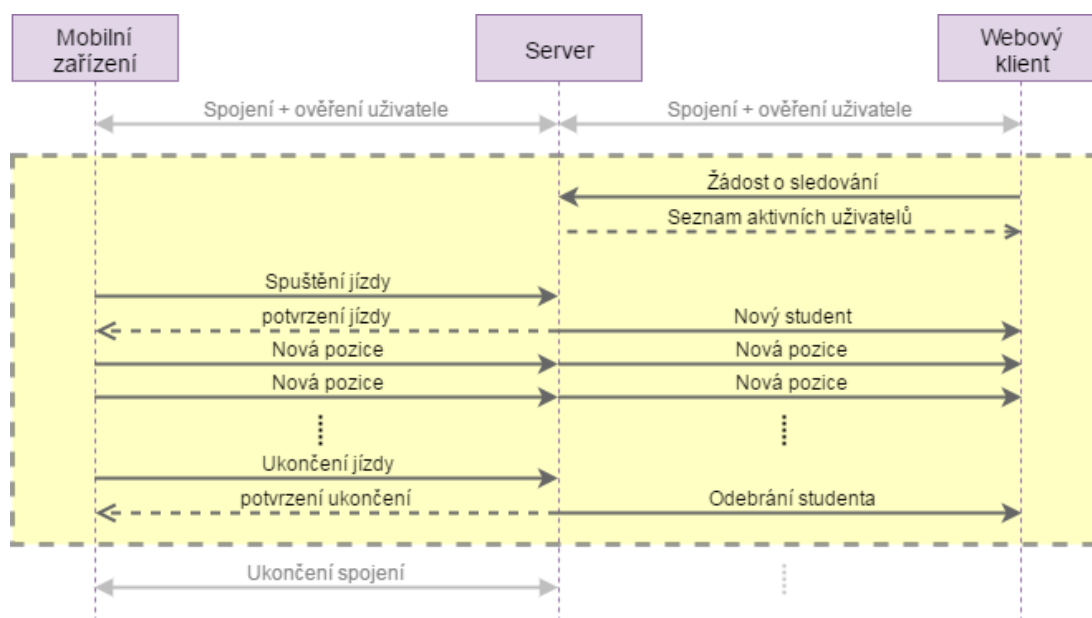 Mobilní
zařízení
Server
Webový
klient
Spojení + ověření uživatele
Spojení + ověření uživatele
Žádost o sledování
Seznam aktivních uživatelů
Spuštění jízdy
potvrzení jízdy
Nový student
Nová pozice
Nová pozice
Nová pozice
Nová pozice
Ukončení jízdy
potvrzení ukončení
Odebrání studenta
Ukončení spojení